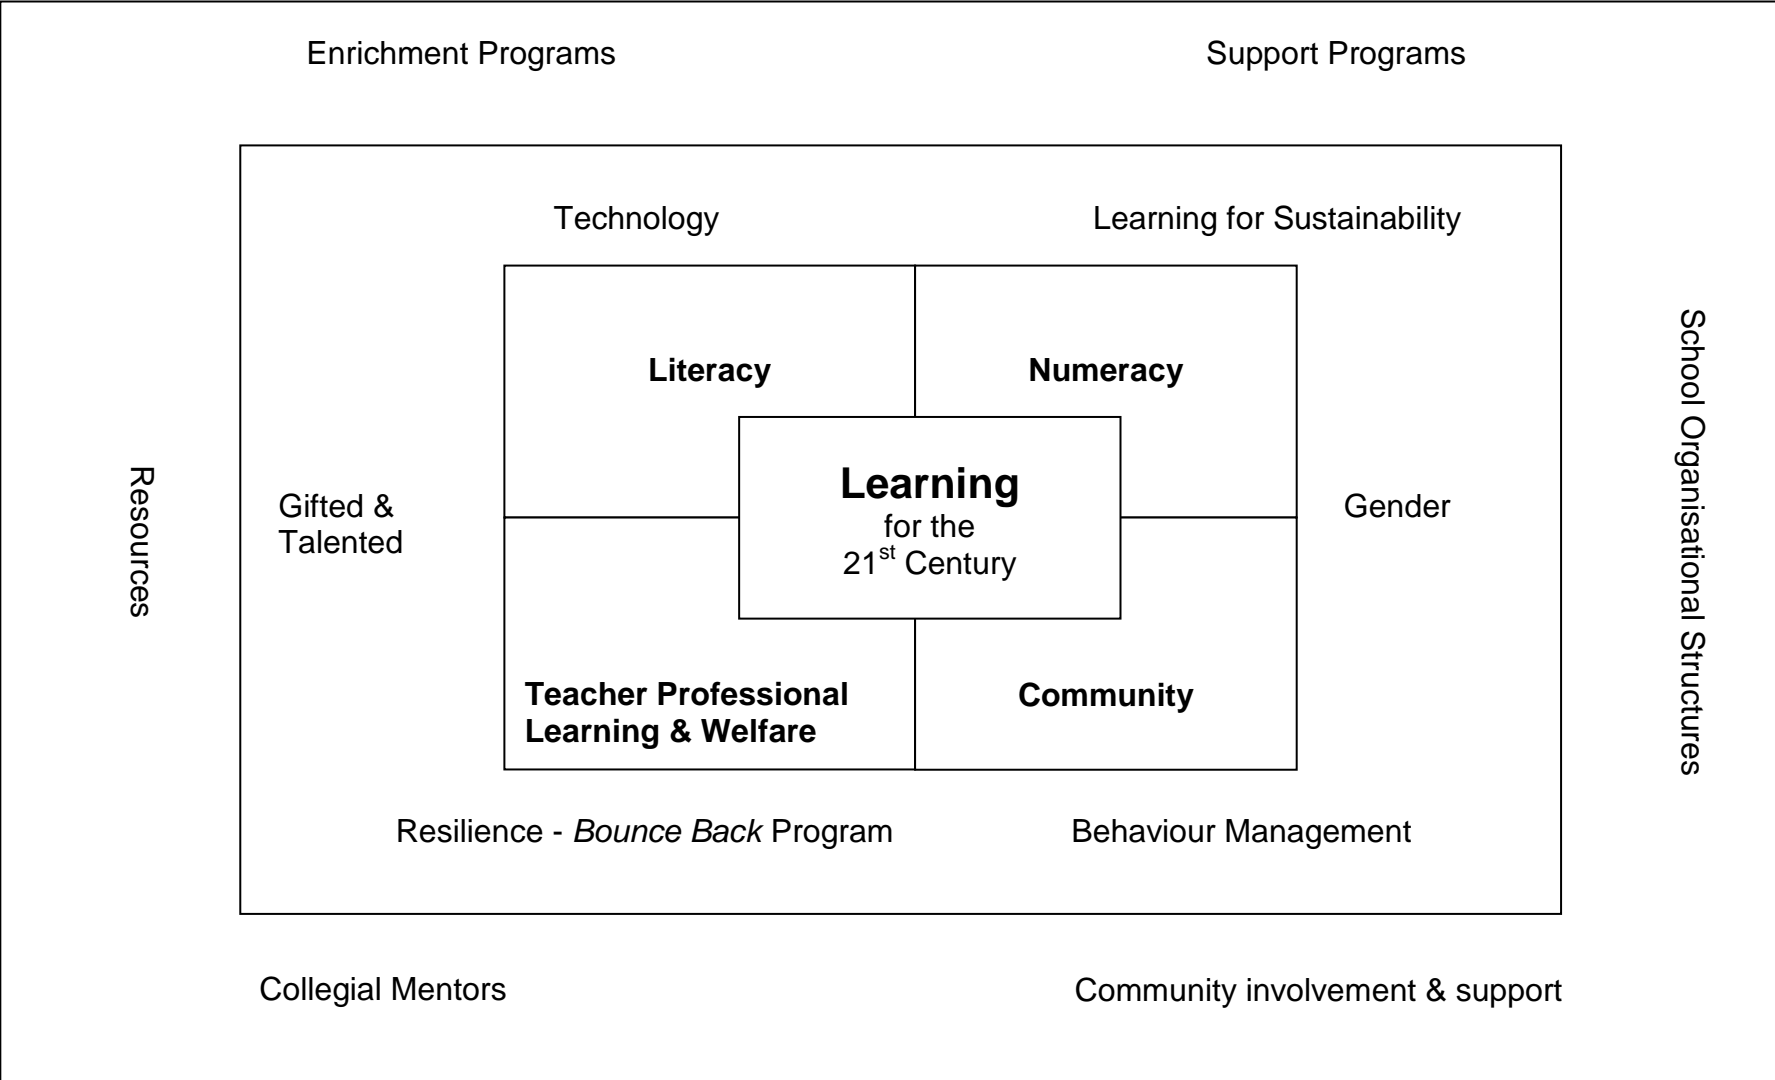 Enrichment Programs
Support Programs
Technology
Learning for Sustainability
Literacy
Numeracy
Resources
Gifted &
Talented
Learning
for the
21st Century
Gender
School Organisational Structures
Teacher Professional
Learning & Welfare
Community
Resilience - Bounce Back Program
Behaviour Management
Collegial Mentors
Community involvement & support